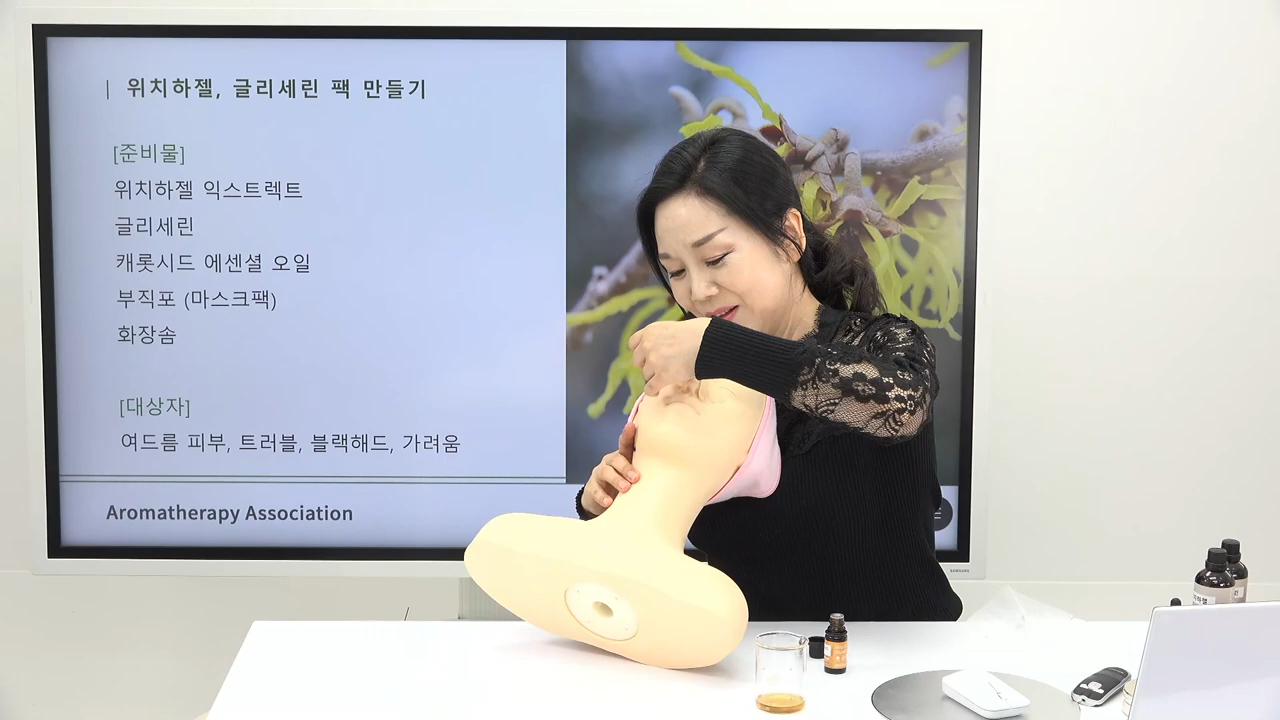 위치하젤, 글리세린 팩 만들기
[준비물]
위치하젤 익스트렉트
글리세린
캐롯시드 에센셜 오일
부직포 (마스크팩)
화장솜
[대상자]
여드름 피부, 트러블, 블랙헤드, 가려움
Aromatherapy Association
SAMSUNG